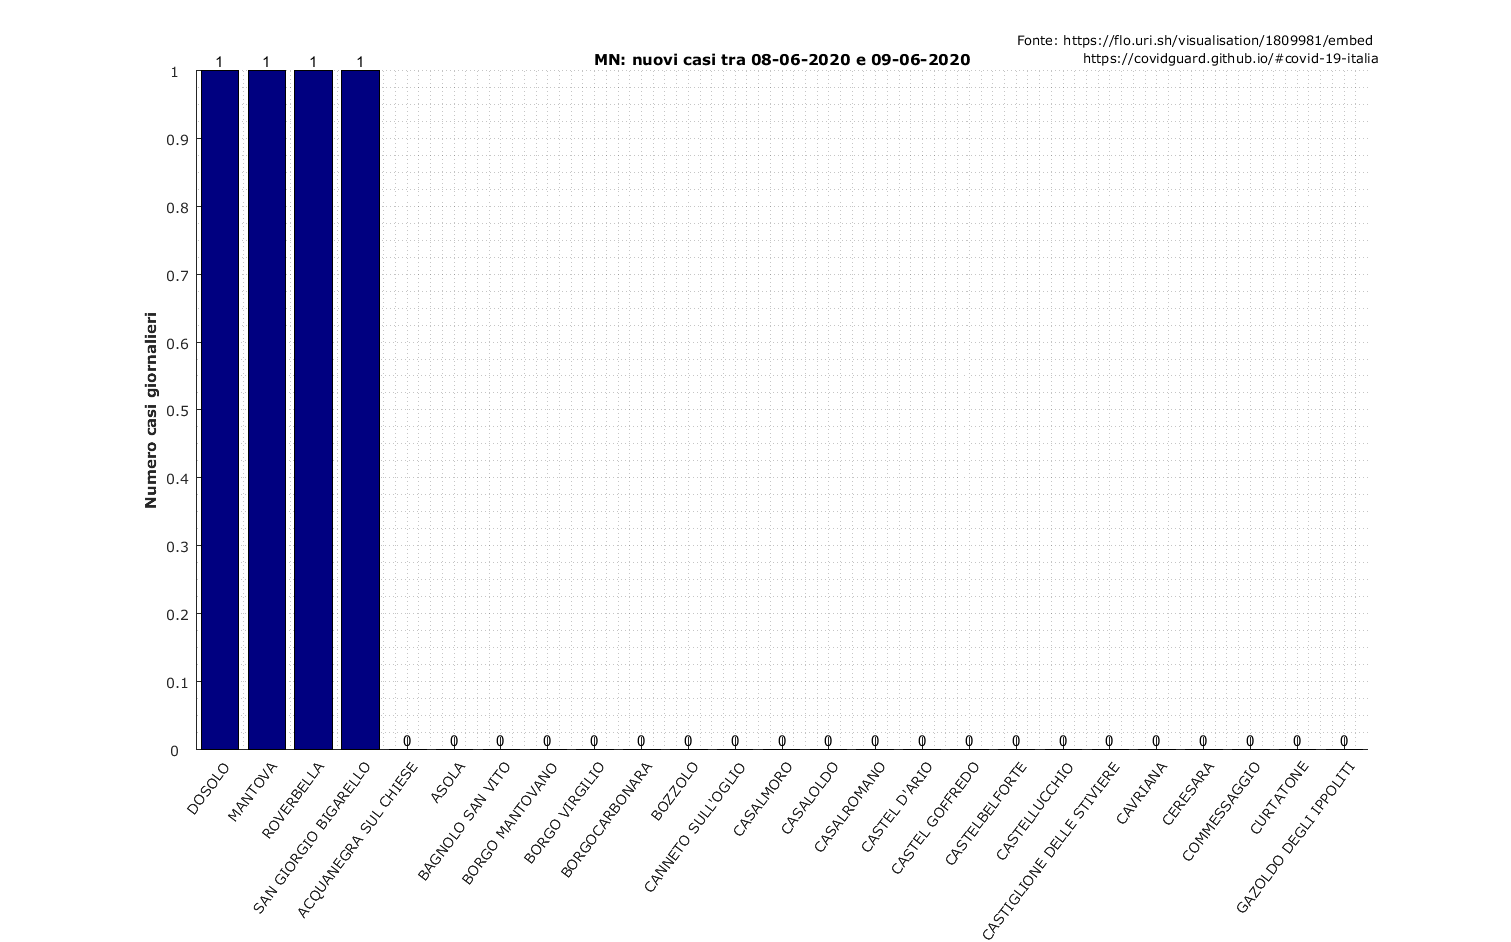 Fonte: https://flo.uri.sh/visualisation/1809981/embed
https://covidguard.github.io/#covid-19-italia
MN: nuovi casi tra 08-06-2020 e 09-06-2020
1 1 1 1
1
0.9
0.8
0.7
0.6
0.5
0.4
0.3
0.2
0.1
0
Numero casi giornalieri
0 0 0 0 0 0 0 0 0 0 0 0 0 0 0 0 0 0 0 0 0
DOSOLO
MANTOVA
ROVERBELLA
SAN GIORGIO BIGARELLO
ACQUANEGRA SUL CHIESE
ASOLA
BAGNOLO SAN VITO
BORGO MANTOVANO
BORGO VIRGILIO
BORGOCARBONARA
BOZZOLO
CANNETO SULL'OGLIO
CASALMORO
CASALOLDO
CASALROMANO
CASTEL D'ARIO
CASTEL GOFFREDO
CASTELBELFORTE
CASTELLUCCHIO
CASTIGLIONE DELLE STIVIERE
CAVRIANA
CERESARA
COMMESSAGGIO
CURTATONE
GAZOLDO DEGLI IPPOLITI